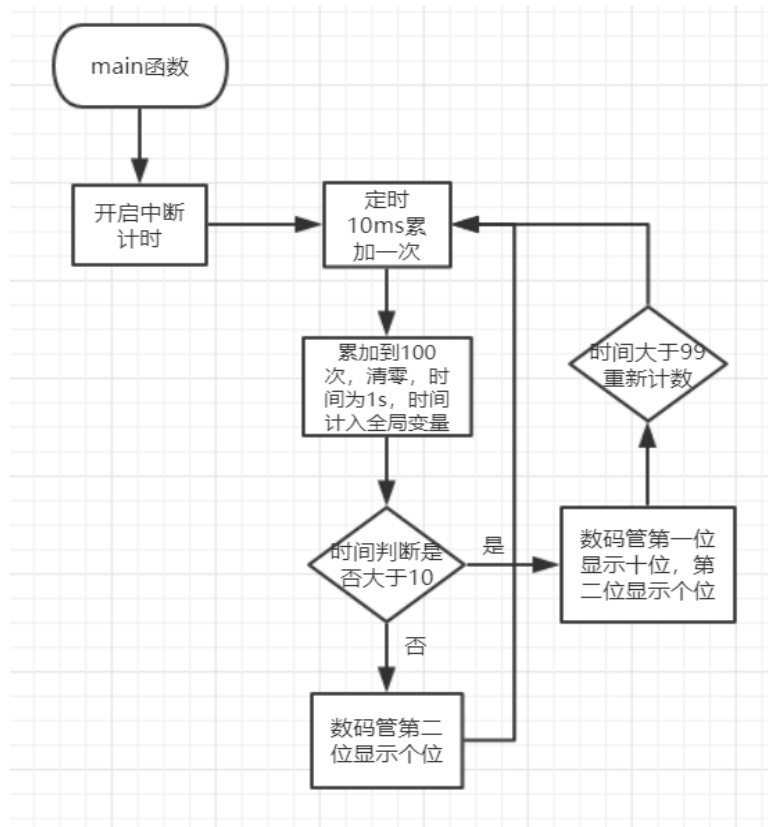 main函数
开启中断
计时
定时
10ms累
加一次
累加到100
次，清零，时
间为1s，时间
计入全局变量
时间判断是
否大于10
是
否
数码管第二
位显示个位
数码管第一位
显示十位，第
二位显示个位
时间大于99
重新计数